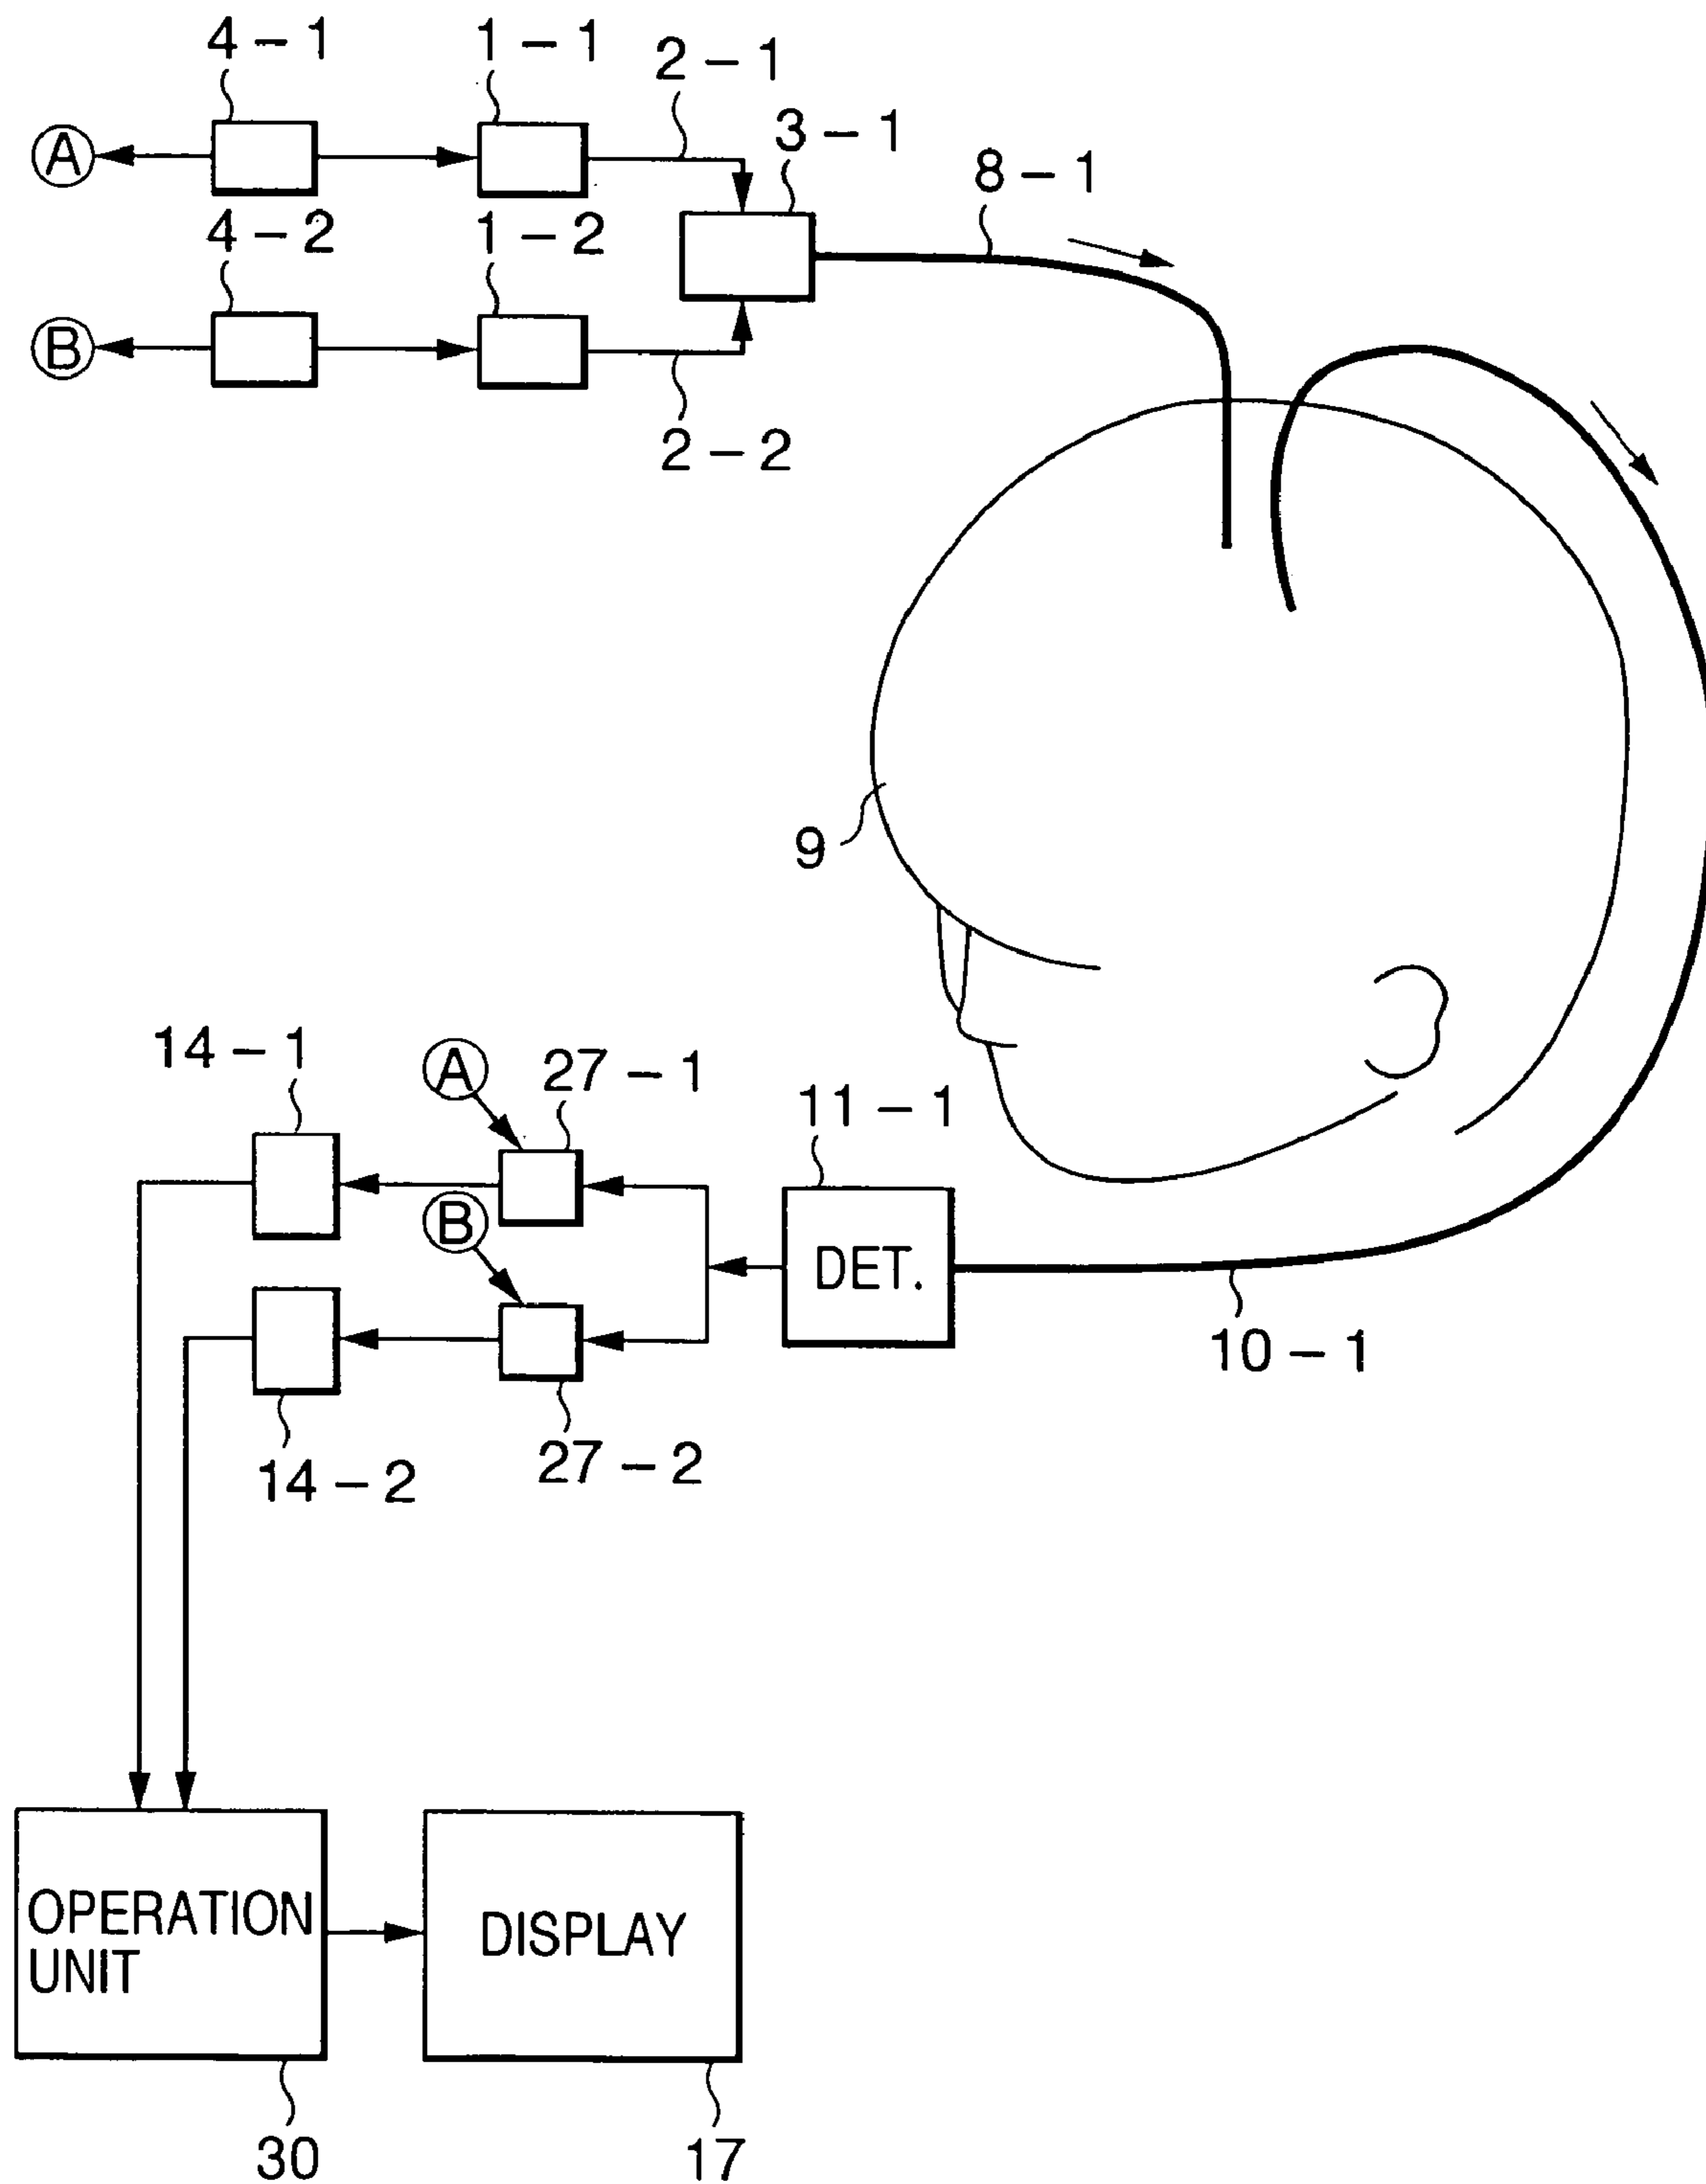 4-1
1-1
2-1
3-1
8-1
A
4-2
1-2
B
2-2
9
14-1
A
27-1
11-1
B
DET.
10-1
14-2
27-2
OPERATION
UNIT
DISPLAY
30
17